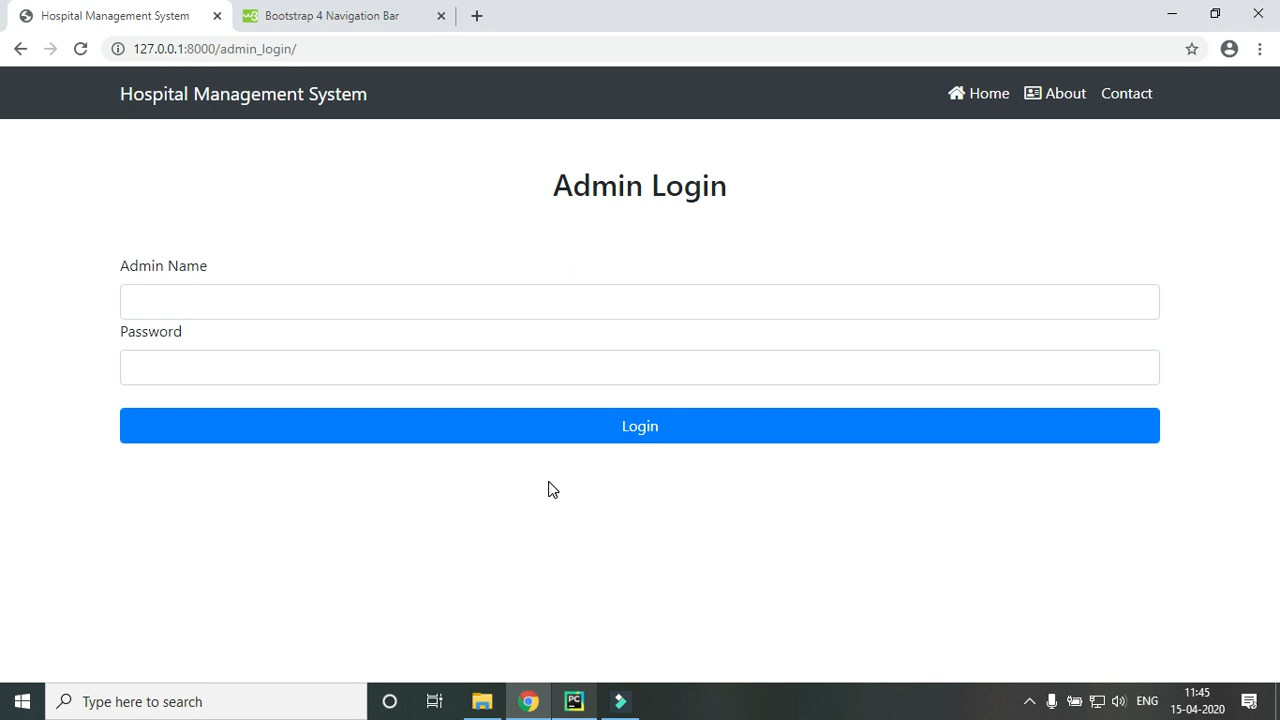 Hospital Management System
Bootstrap 4 Navigation Bar
127.0.0.1:8000/admin_login/
Hospital Management System
Home
About
Contact
Admin Login
Admin Name
Password
Login
Type here to search
PC
ENG
11:45
15-04-2020